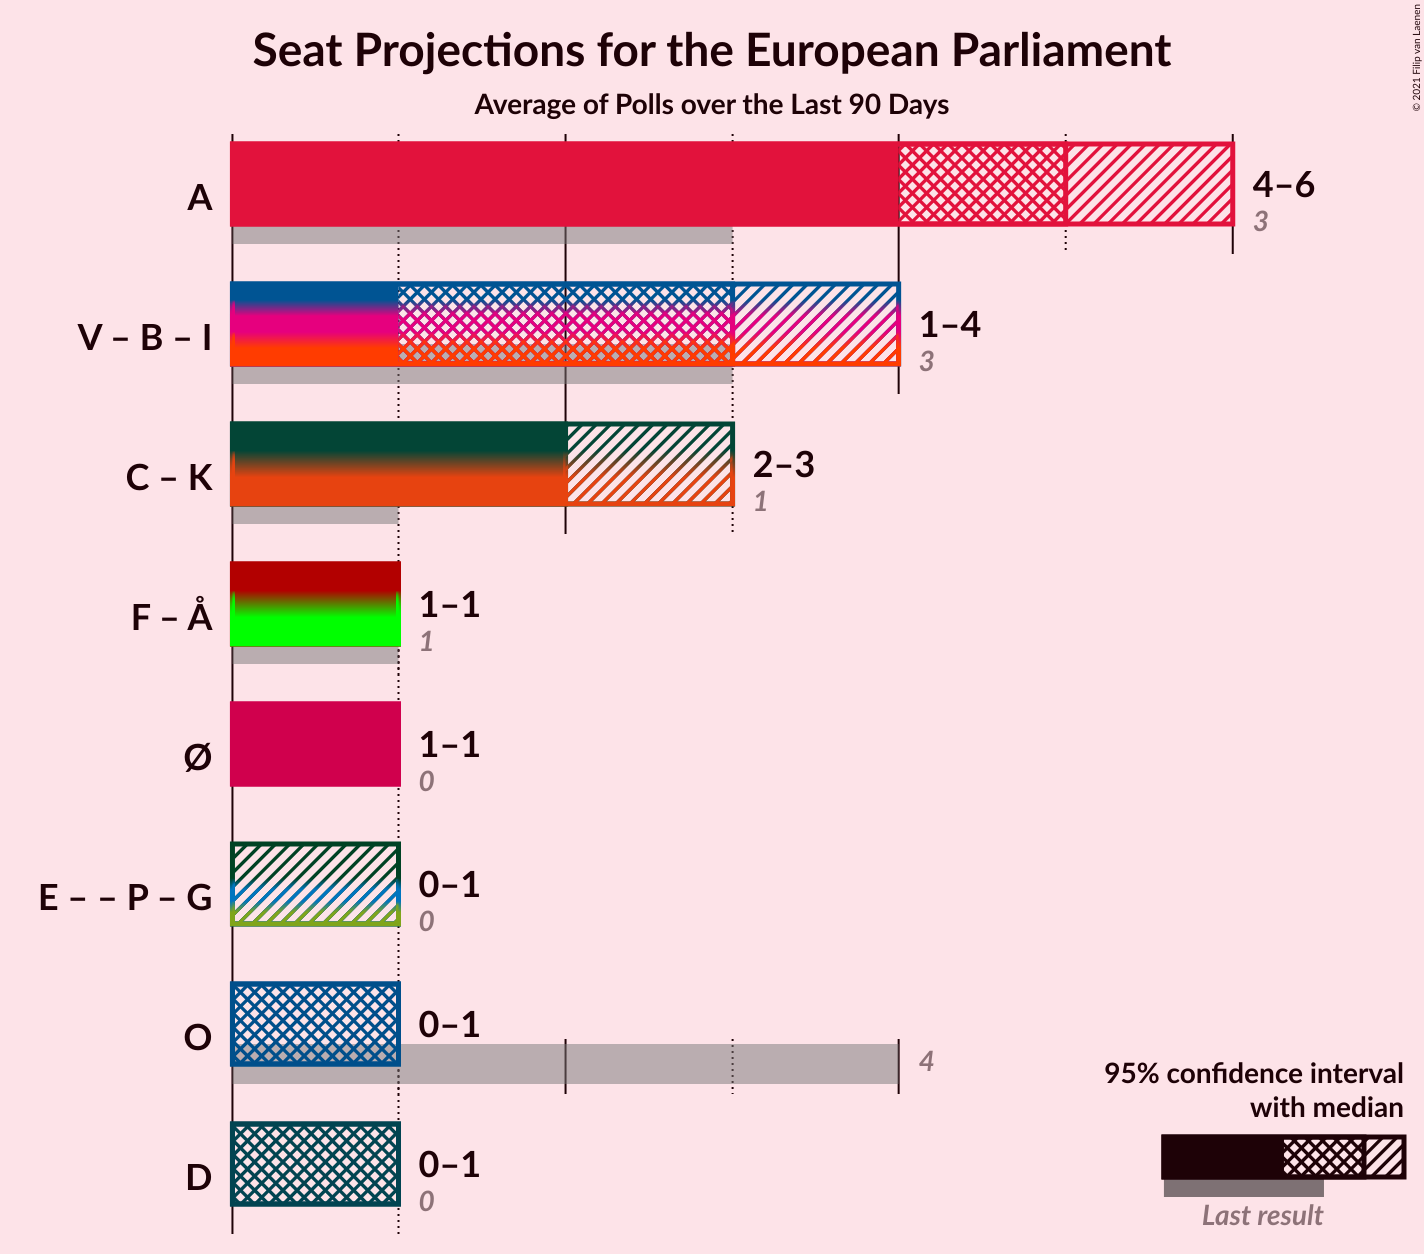 Seat Projections for the European Parliament
Average of Polls over the Last 90 Days
© 2021 Filip van Laenen
A
4–6
3
V – B – I
1–4
3
C – K
2–3
1
F – Å
1–1
1
Ø
1–1
0
E – – P – G
0–1
0
O
0–1
4
D
0–1
0
95% confidence interval
with median
Last result